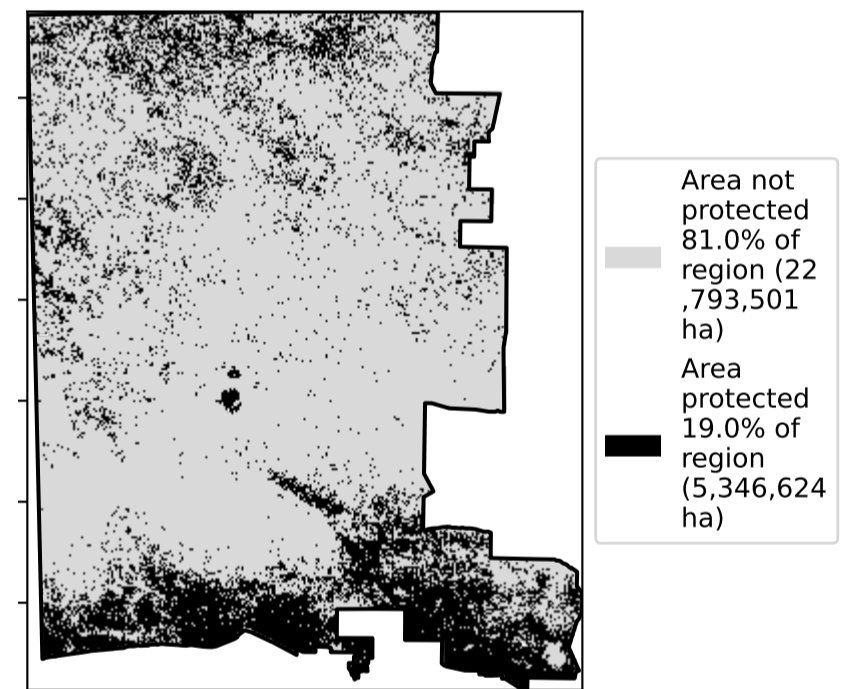 Area not
protected
81.0% of
region (22
,793,501
ha)
Area
protected
19.0% of
region
(5,346,624
ha)